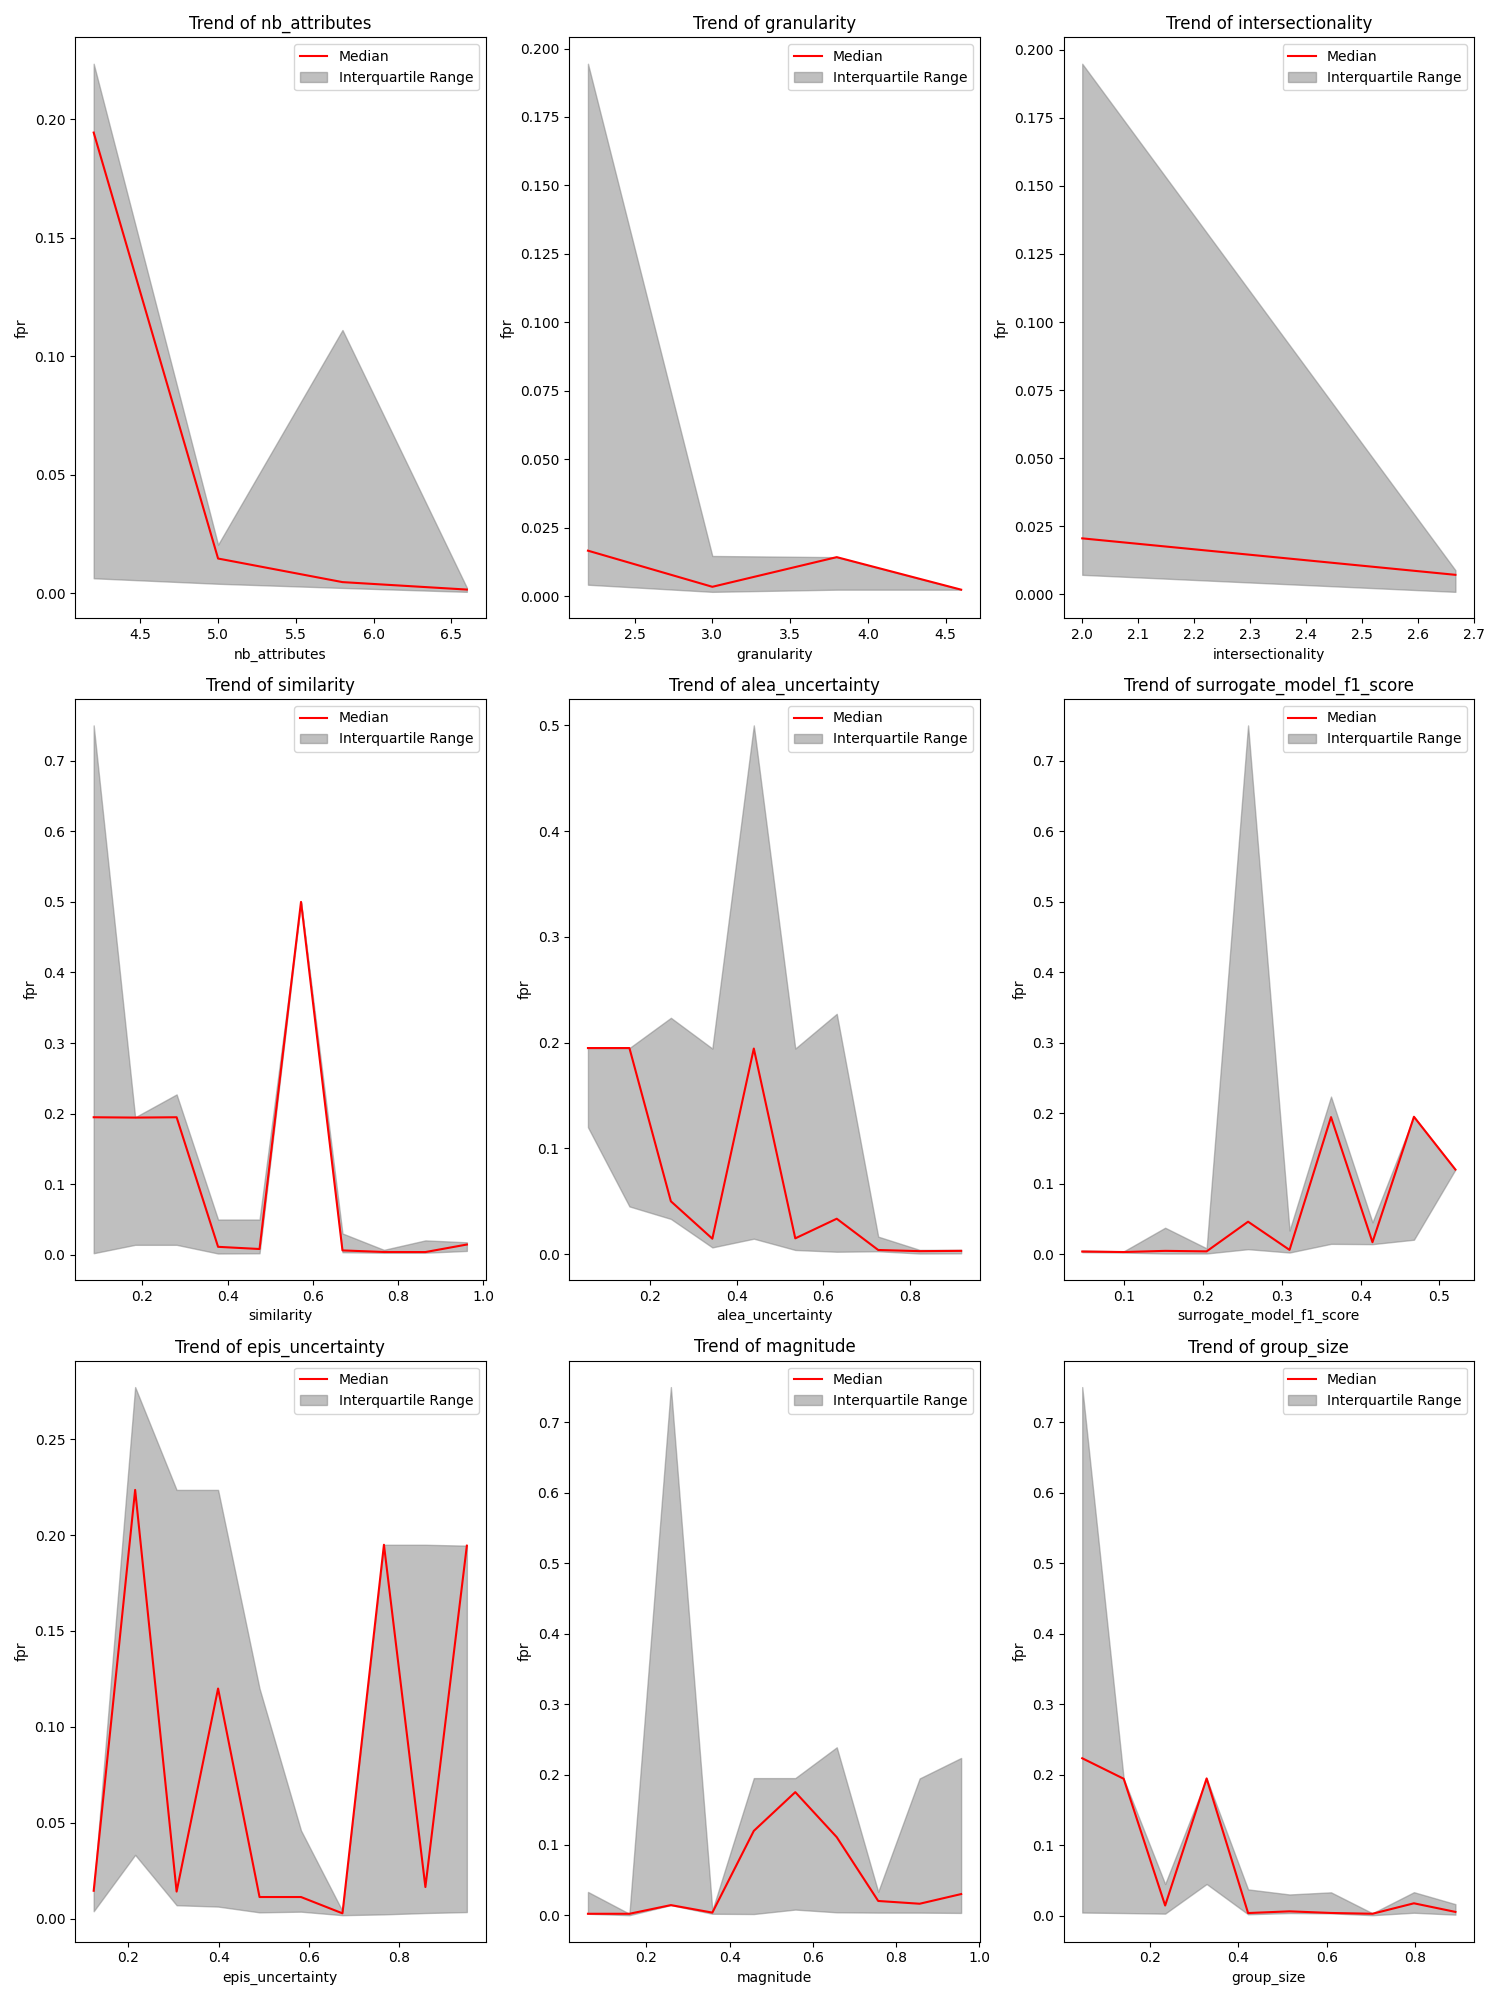 Trend of nb_attributes
Median
Interquartile Range
fpr
0.20
0.15
0.10
0.05
0.00
4.5 5.0 5.5 6.0 6.5
nb_attributes
Trend of granularity
Median
Interquartile Range
fpr
0.200
0.175
0.150
0.125
0.100
0.075
0.050
0.025
0.000
2.5 3.0 3.5 4.0 4.5
granularity
Trend of intersectionality
Median
Interquartile Range
fpr
0.200
0.175
0.150
0.125
0.100
0.075
0.050
0.025
0.000
2.0 2.1 2.2 2.3 2.4 2.5 2.6 2.7
intersectionality
Trend of similarity
Median
Interquartile Range
fpr
0.7
0.6
0.5
0.4
0.3
0.2
0.1
0.0
0.2 0.4 0.6 0.8 1.0
similarity
Trend of alea_uncertainty
Median
Interquartile Range
fpr
0.5
0.4
0.3
0.2
0.1
0.0
0.2 0.4 0.6 0.8
alea_uncertainty
Trend of surrogate_model_f1_score
Median
Interquartile Range
fpr
0.7
0.6
0.5
0.4
0.3
0.2
0.1
0.0
0.1 0.2 0.3 0.4 0.5
surrogate_model_f1_score
Trend of epis_uncertainty
Median
Interquartile Range
fpr
0.25
0.20
0.15
0.10
0.05
0.00
0.2 0.4 0.6 0.8
epis_uncertainty
Trend of magnitude
Median
Interquartile Range
fpr
0.7
0.6
0.5
0.4
0.3
0.2
0.1
0.0
0.2 0.4 0.6 0.8 1.0
magnitude
Trend of group_size
Median
Interquartile Range
fpr
0.7
0.6
0.5
0.4
0.3
0.2
0.1
0.0
0.2 0.4 0.6 0.8
group_size